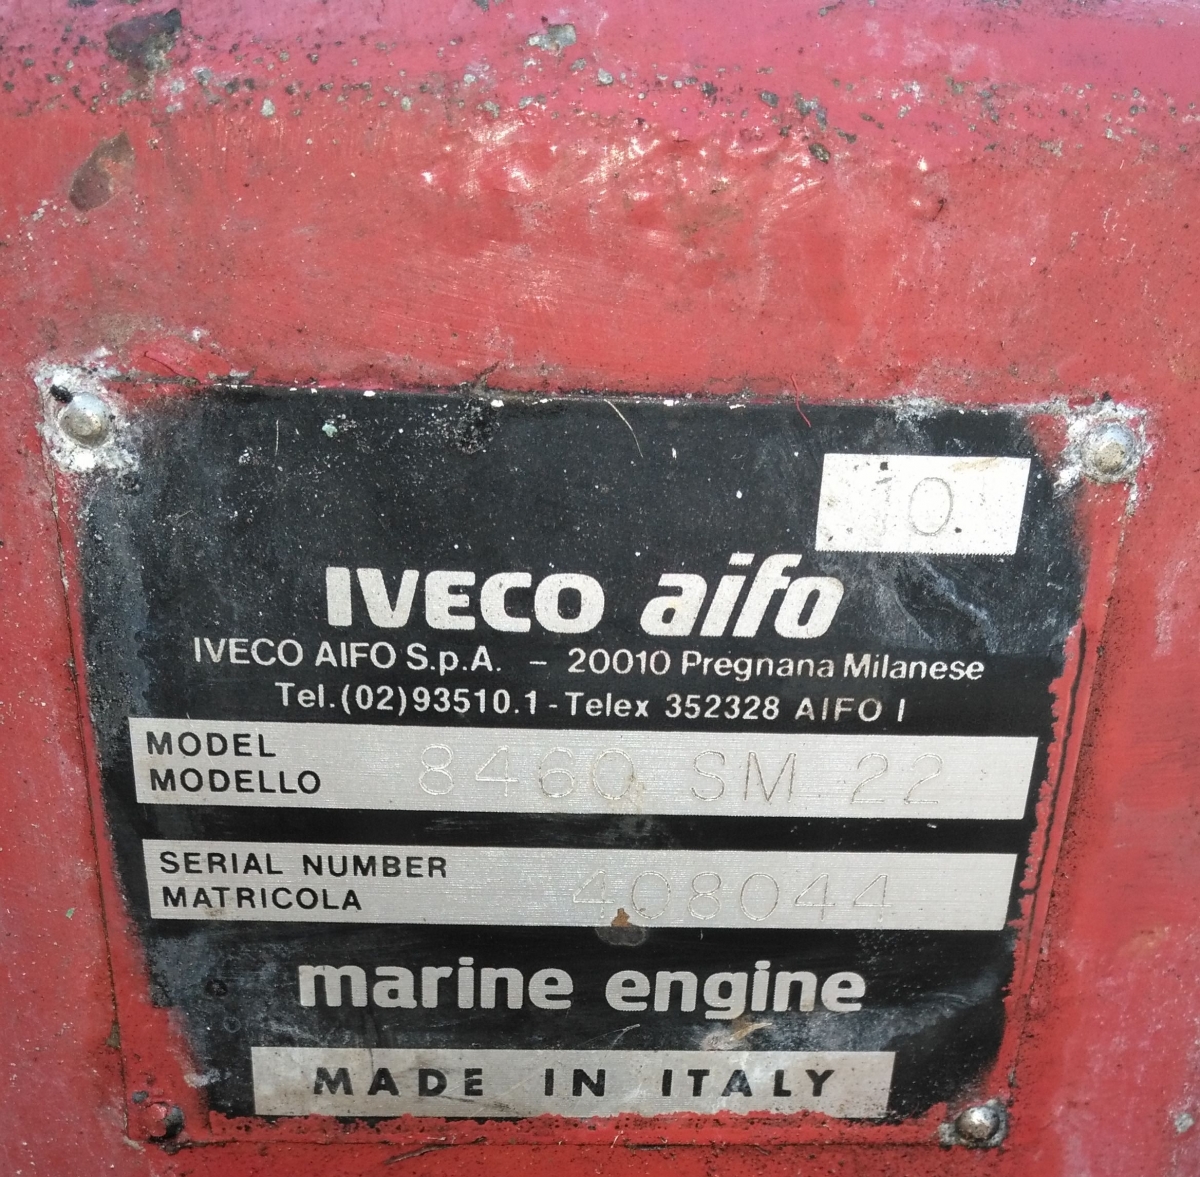 10
IVECO aifo
IVECO AIFO S.p.A. - 20010 Pregnana Milanese
Tel.(02)93510.1 - Telex 352328 AIFO I
MODEL
MODELLO 8460 SM 22
SERIAL NUMBER
MATRICOLA 408044
marine engine
MADE IN ITALY